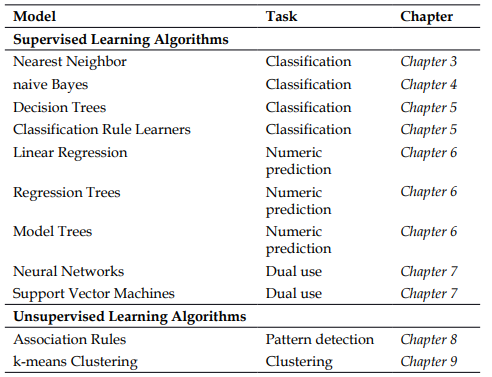 Model Task Chapter
Supervised Learning Algorithms
Nearest Neighbor Classification Chapter 3
naive Bayes Classification Chapter 4
Decision Trees Classification Chapter 5
Classification Rule Learners Classification Chapter 5
Linear Regression Numeric prediction Chapter 6
Regression Trees Numeric prediction Chapter 6
Model Trees Numeric prediction Chapter 6
Neural Networks Dual use Chapter 7
Support Vector Machines Dual use Chapter 7
Unsupervised Learning Algorithms
Association Rules Pattern detection Chapter 8
k-means Clustering Clustering Chapter 9